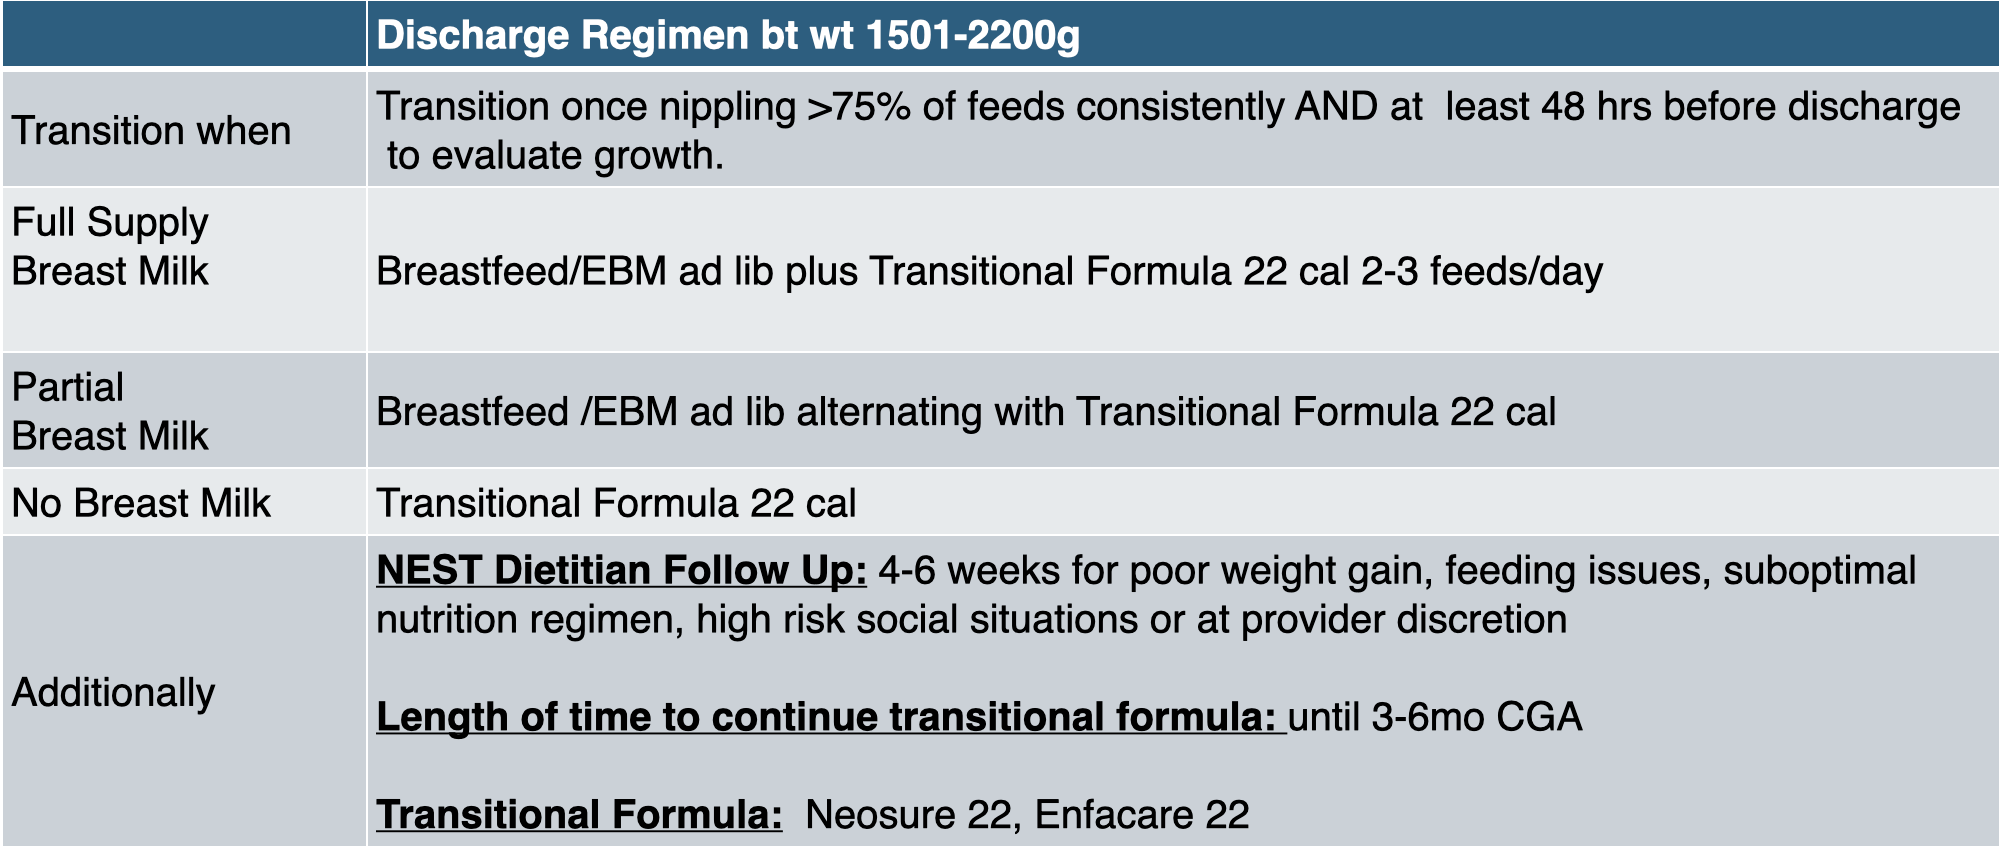 Discharge Regimen bt wt 1501-2200g
Transition when
Transition once nippling >75% of feeds consistently AND at least 48 hrs before discharge
to evaluate growth.
Full Supply
Breast Milk
Breastfeed/EBM ad lib plus Transitional Formula 22 cal 2-3 feeds/day
Partial
Breast Milk
Breastfeed /EBM ad lib alternating with Transitional Formula 22 cal
No Breast Milk
Transitional Formula 22 cal
Additionally
NEST Dietitian Follow Up: 4-6 weeks for poor weight gain, feeding issues, suboptimal
nutrition regimen, high risk social situations or at provider discretion
Length of time to continue transitional formula: until 3-6mo CGA
Transitional Formula: Neosure 22, Enfacare 22